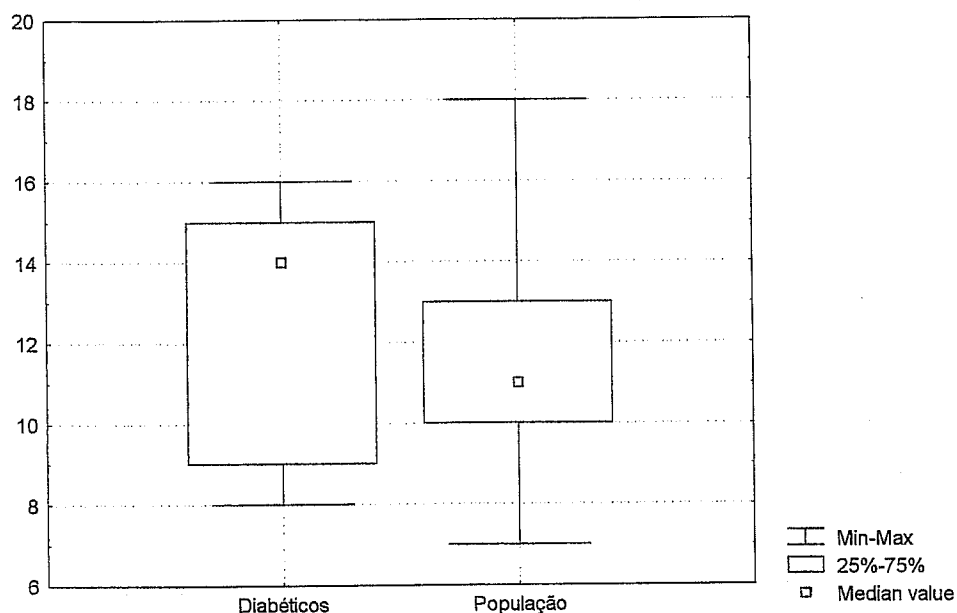 20
18
16
14
12
10
8
6
Diabéticos
População
Min-Max
25%-75%
Median value